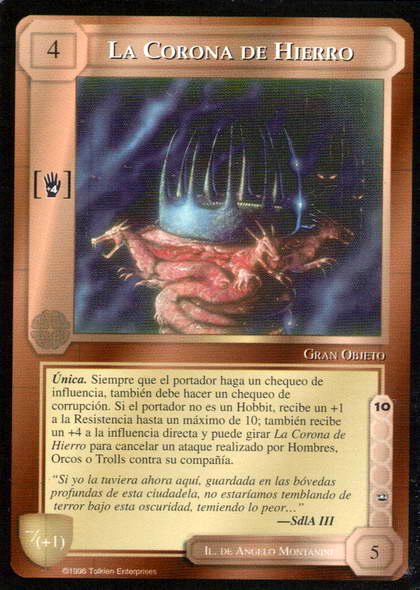 4
LA CORONA DE HIERRO
[4]
GRAN OBJETO
Única. Siempre que el portador haga un chequeo de
influencia, también debe hacer un chequeo de
corrupción. Si el portador no es un Hobbit, recibe un +1
a la Resistencia hasta un máximo de 10; también recibe
un +4 a la influencia directa y puede girar La Corona de
Hierro para cancelar un ataque realizado por Hombres,
Orcos o Trolls contra su compañía.
10
“Si yo la tuviera ahora aquí, guardada en las bóvedas
profundas de esta ciudadela, no estaríamos temblando de
terror bajo esta oscuridad, temiendo lo peor…”
—SdlA III
-/(+1)
IL. DE ANGELO MONTANINI
5
©1996 Tolkien Enterprises